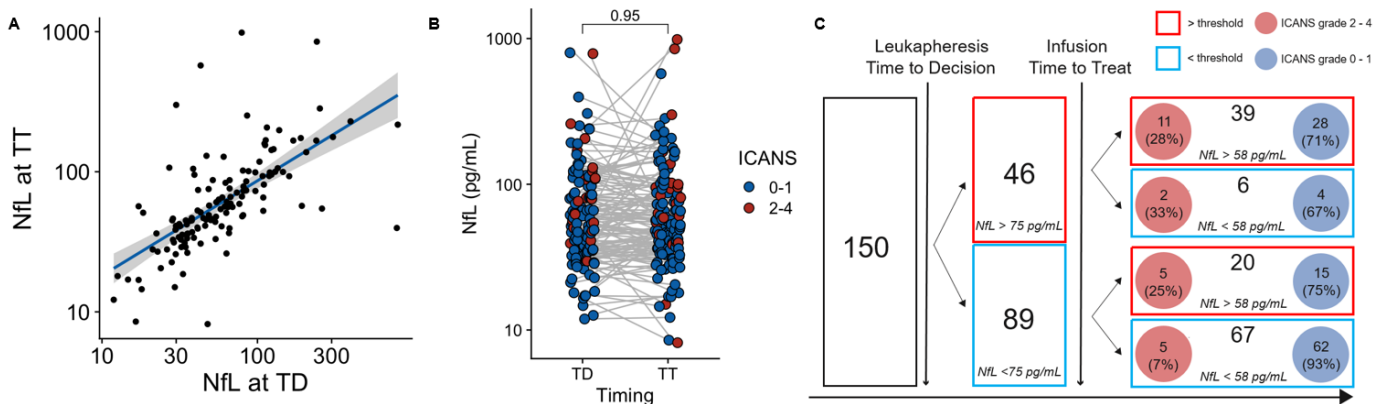 A
NfL at TT
1000
100
10
10
30
100
300
NfL at TD
B
0.95
NfL (pg/mL)
1000
100
10
TD
TT
Timing
ICANS
0-1
2-4
C
> threshold
ICANS grade 2 - 4
< threshold
ICANS grade 0 - 1
Leukapheresis
Time to Decision
Infusion
Time to Treat
150
46
NfL > 75 pg/mL
89
NfL <75 pg/mL
11
(28%)
39
NfL > 58 pg/mL
28
(71%)
2
(33%)
6
NfL < 58 pg/mL
4
(67%)
5
(25%)
20
NfL > 58 pg/mL
15
(75%)
5
(7%)
67
NfL < 58 pg/mL
62
(93%)